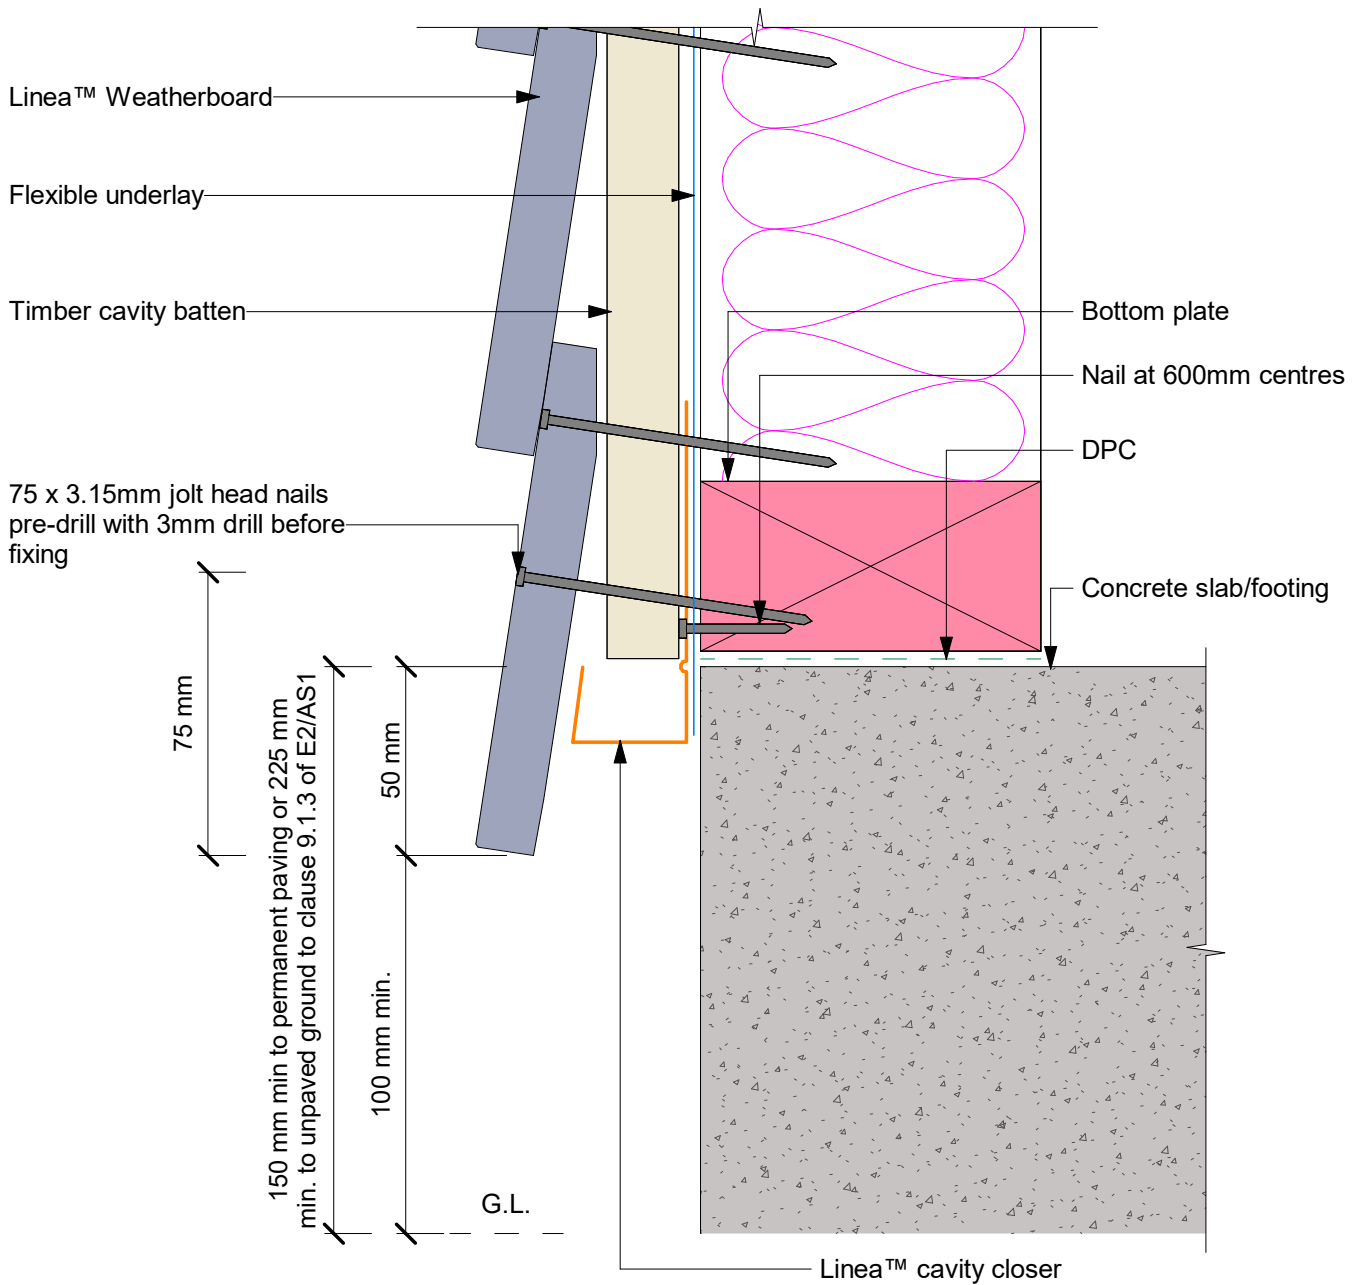 Linea™ Weatherboard
Flexible underlay
Timber cavity batten
75 x 3.15mm jolt head nails
pre-drill with 3mm drill before
fixing
Bottom plate
Nail at 600mm centres
DPC
Concrete slab/footing
75 mm
150 mm min to permanent paving or 225 mm
min. to unpaved ground to clause 9.1.3 of E2/AS1
50 mm
100 mm min.
G.L.
Linea™ cavity closer